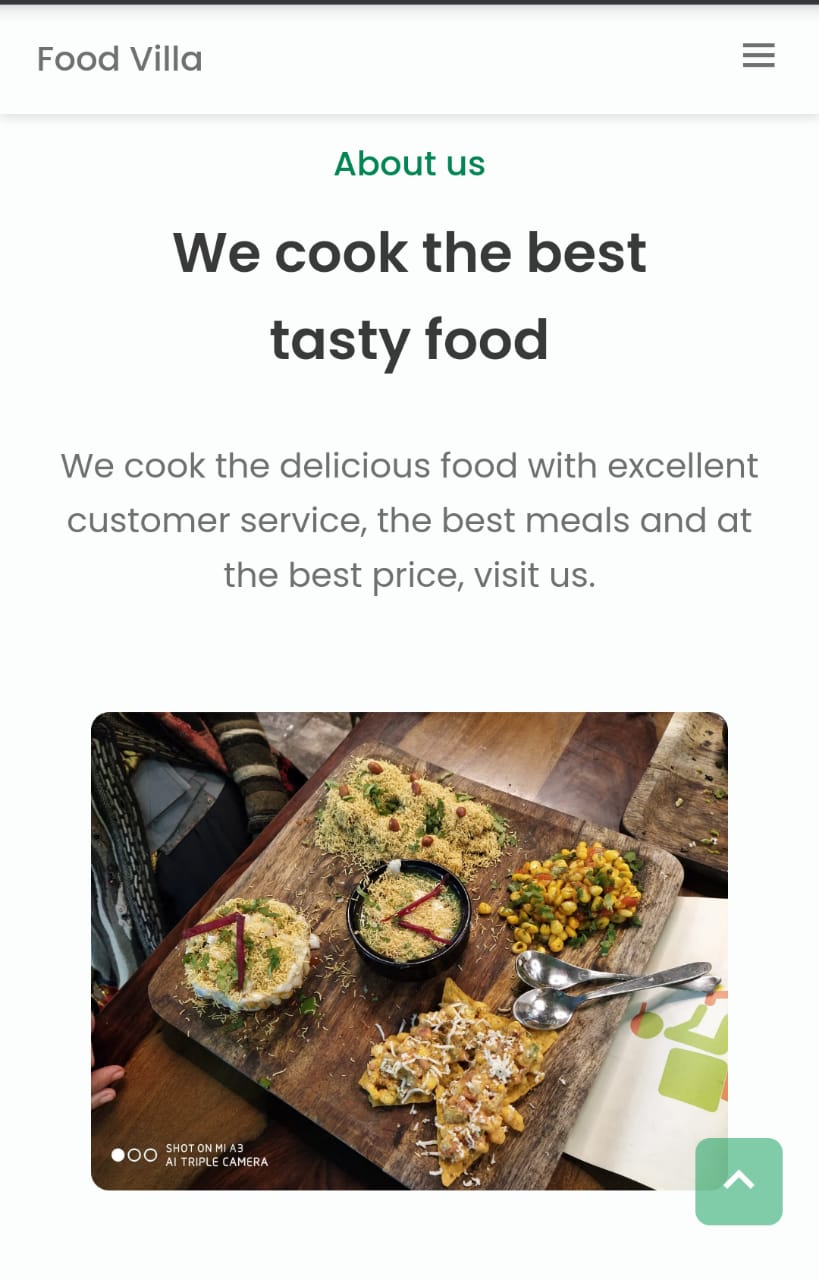 Food Villa
About us
We cook the best
tasty food
We cook the delicious food with excellent
customer service, the best meals and at
the best price, visit us.
SHOT ON MI A3
AI TRIPLE CAMERA